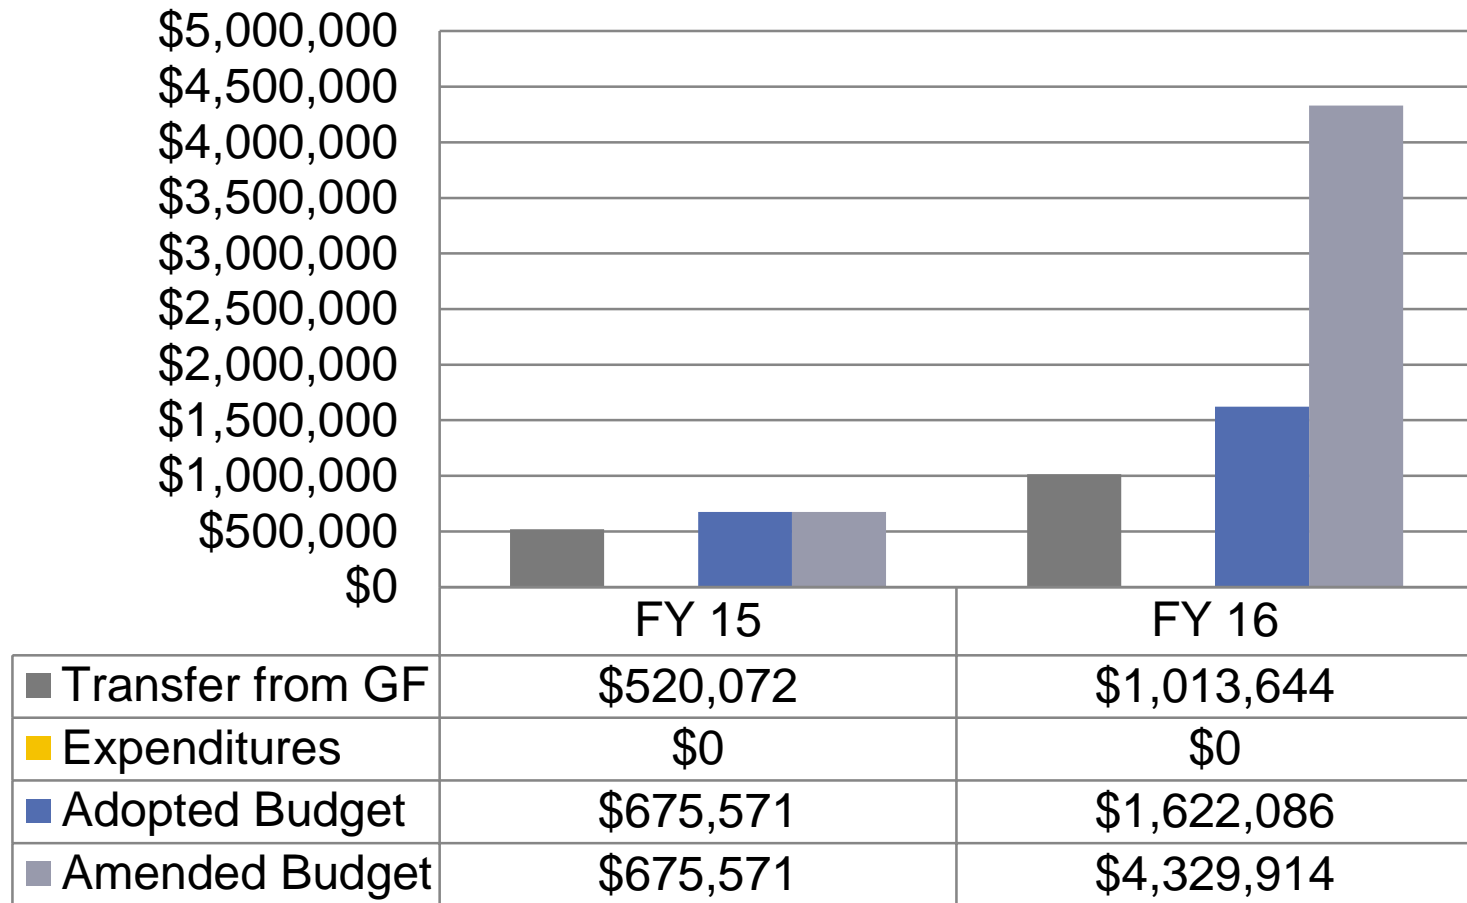 $5,000,000
$4,500,000
$4,000,000
$3,500,000
$3,000,000
$2,500,000
$2,000,000
$1,500,000
$1,000,000
$500,000
$0
FY 15 FY 16
Transfer from GF $520,072 $1,013,644
Expenditures $0 $0
Adopted Budget $675,571 $1,622,086
Amended Budget $675,571 $4,329,914